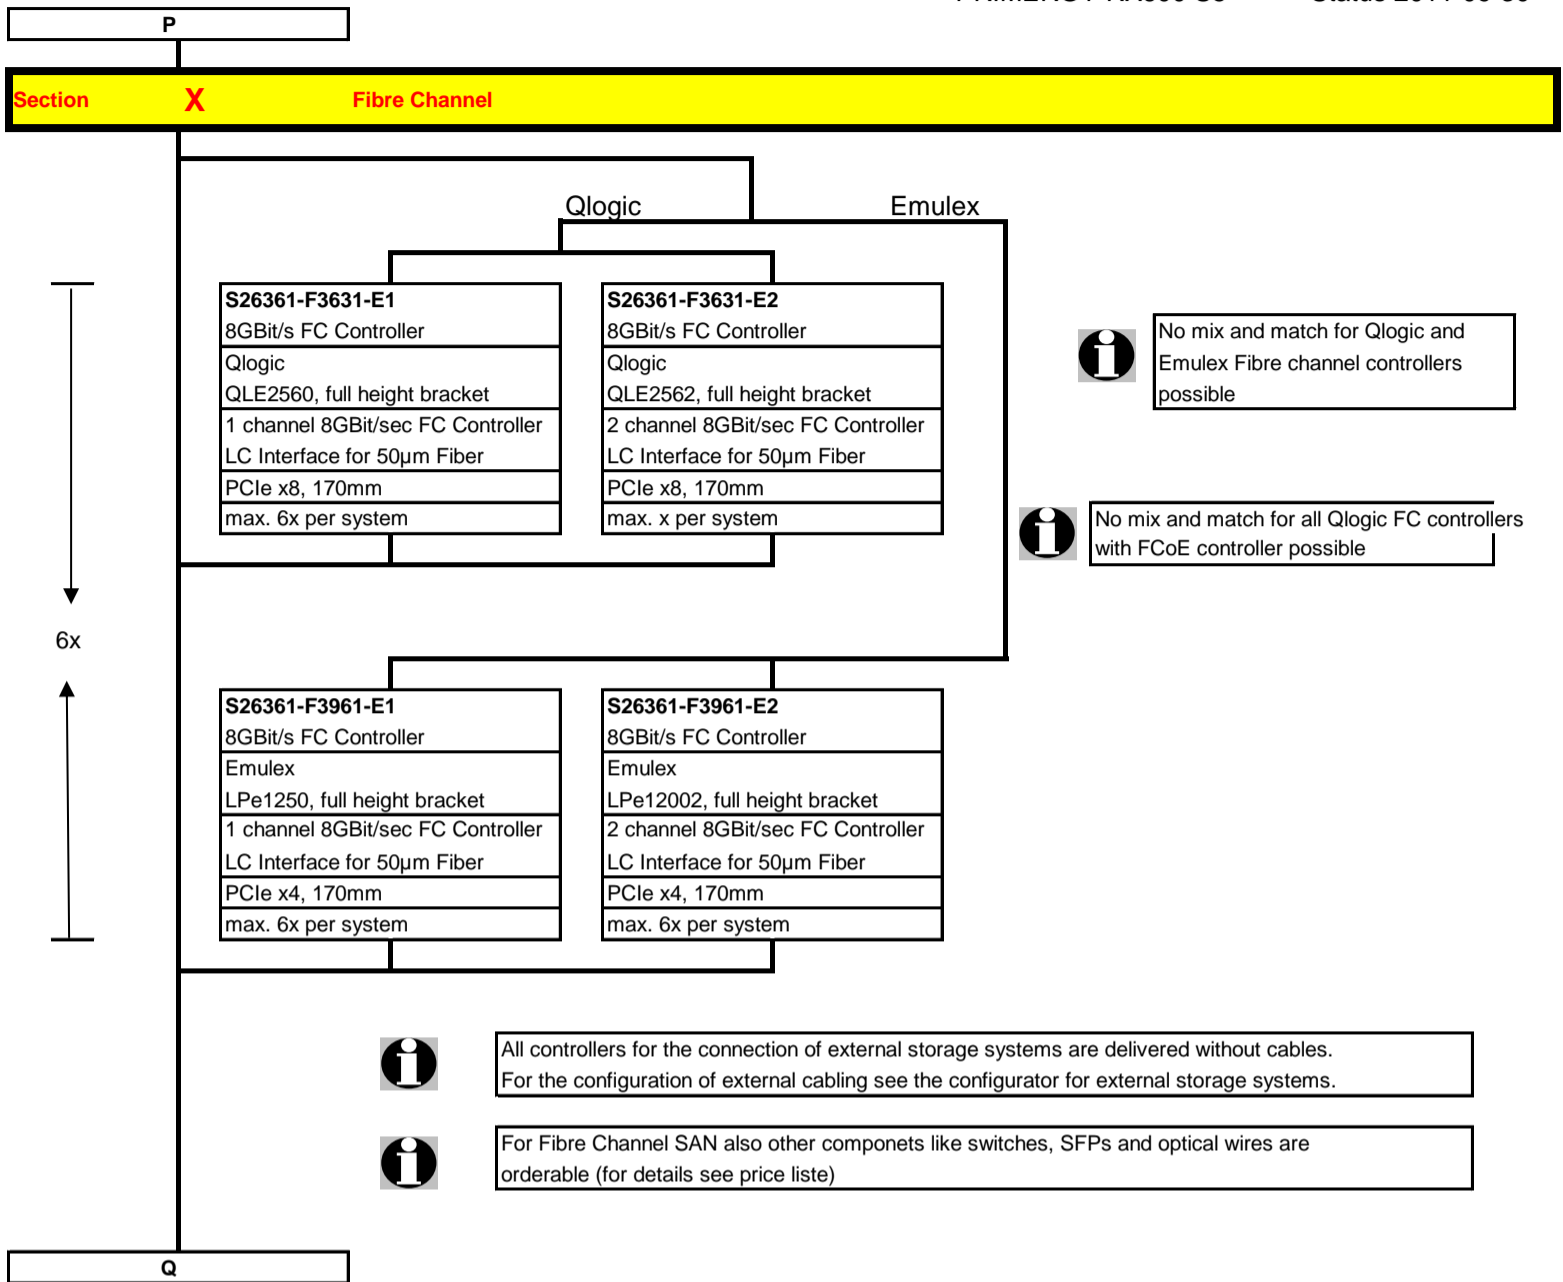 P
Section X Fibre Channel
Qlogic Emulex
S26361-F3631-E1
8GBit/s FC Controller
Qlogic
QLE2560, full height bracket
1 channel 8GBit/sec FC Controller
LC Interface for 50µm Fiber
PCIe x8, 170mm
max. 6x per system
S26361-F3631-E2
8GBit/s FC Controller
Qlogic
QLE2562, full height bracket
2 channel 8GBit/sec FC Controller
LC Interface for 50µm Fiber
PCIe x8, 170mm
max. x per system
No mix and match for Qlogic and
Emulex Fibre channel controllers
possible
No mix and match for all Qlogic FC controllers
with FCoE controller possible
6x
S26361-F3961-E1
8GBit/s FC Controller
Emulex
LPe1250, full height bracket
1 channel 8GBit/sec FC Controller
LC Interface for 50µm Fiber
PCIe x4, 170mm
max. 6x per system
S26361-F3961-E2
8GBit/s FC Controller
Emulex
LPe12002, full height bracket
2 channel 8GBit/sec FC Controller
LC Interface for 50µm Fiber
PCIe x4, 170mm
max. 6x per system
All controllers for the connection of external storage systems are delivered without cables.
For the configuration of external cabling see the configurator for external storage systems.
For Fibre Channel SAN also other componets like switches, SFPs and optical wires are
orderable (for details see price liste)
Q